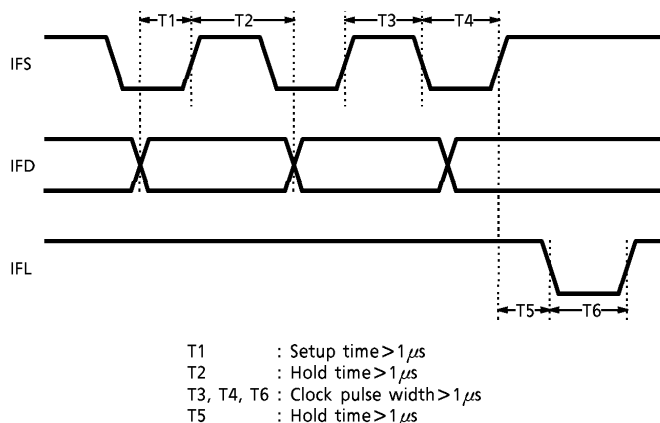 T1 T2 T3 T4
IFS
IFD
IFL
T5 T6
T1 : Setup time>1μs
T2 : Hold time>1μs
T3, T4, T6 : Clock pulse width>1μs
T5 : Hold time>1μs